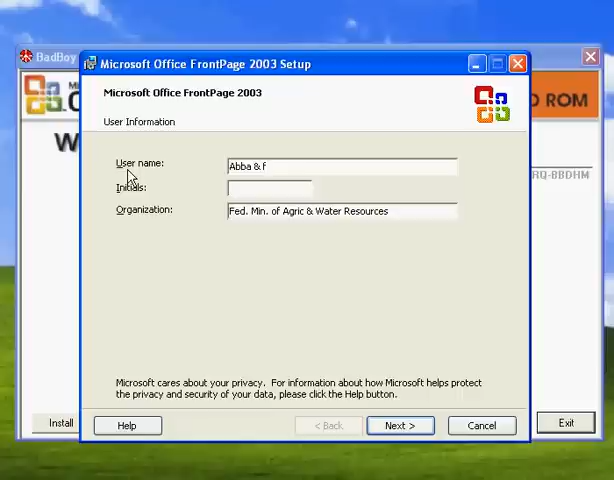 BadBoy
Microsoft Office FrontPage 2003 Setup
Microsoft Office FrontPage 2003
D ROM
User Information
W
User name:
Abba & f
RQ-BBDHM
Initials:
Organization:
Fed. Min. of Agric & Water Resources
Microsoft cares about your privacy. For information about how Microsoft helps protect
the privacy and security of your data, please click the Help button.
Install
Help
< Back
Next >
Cancel
Exit